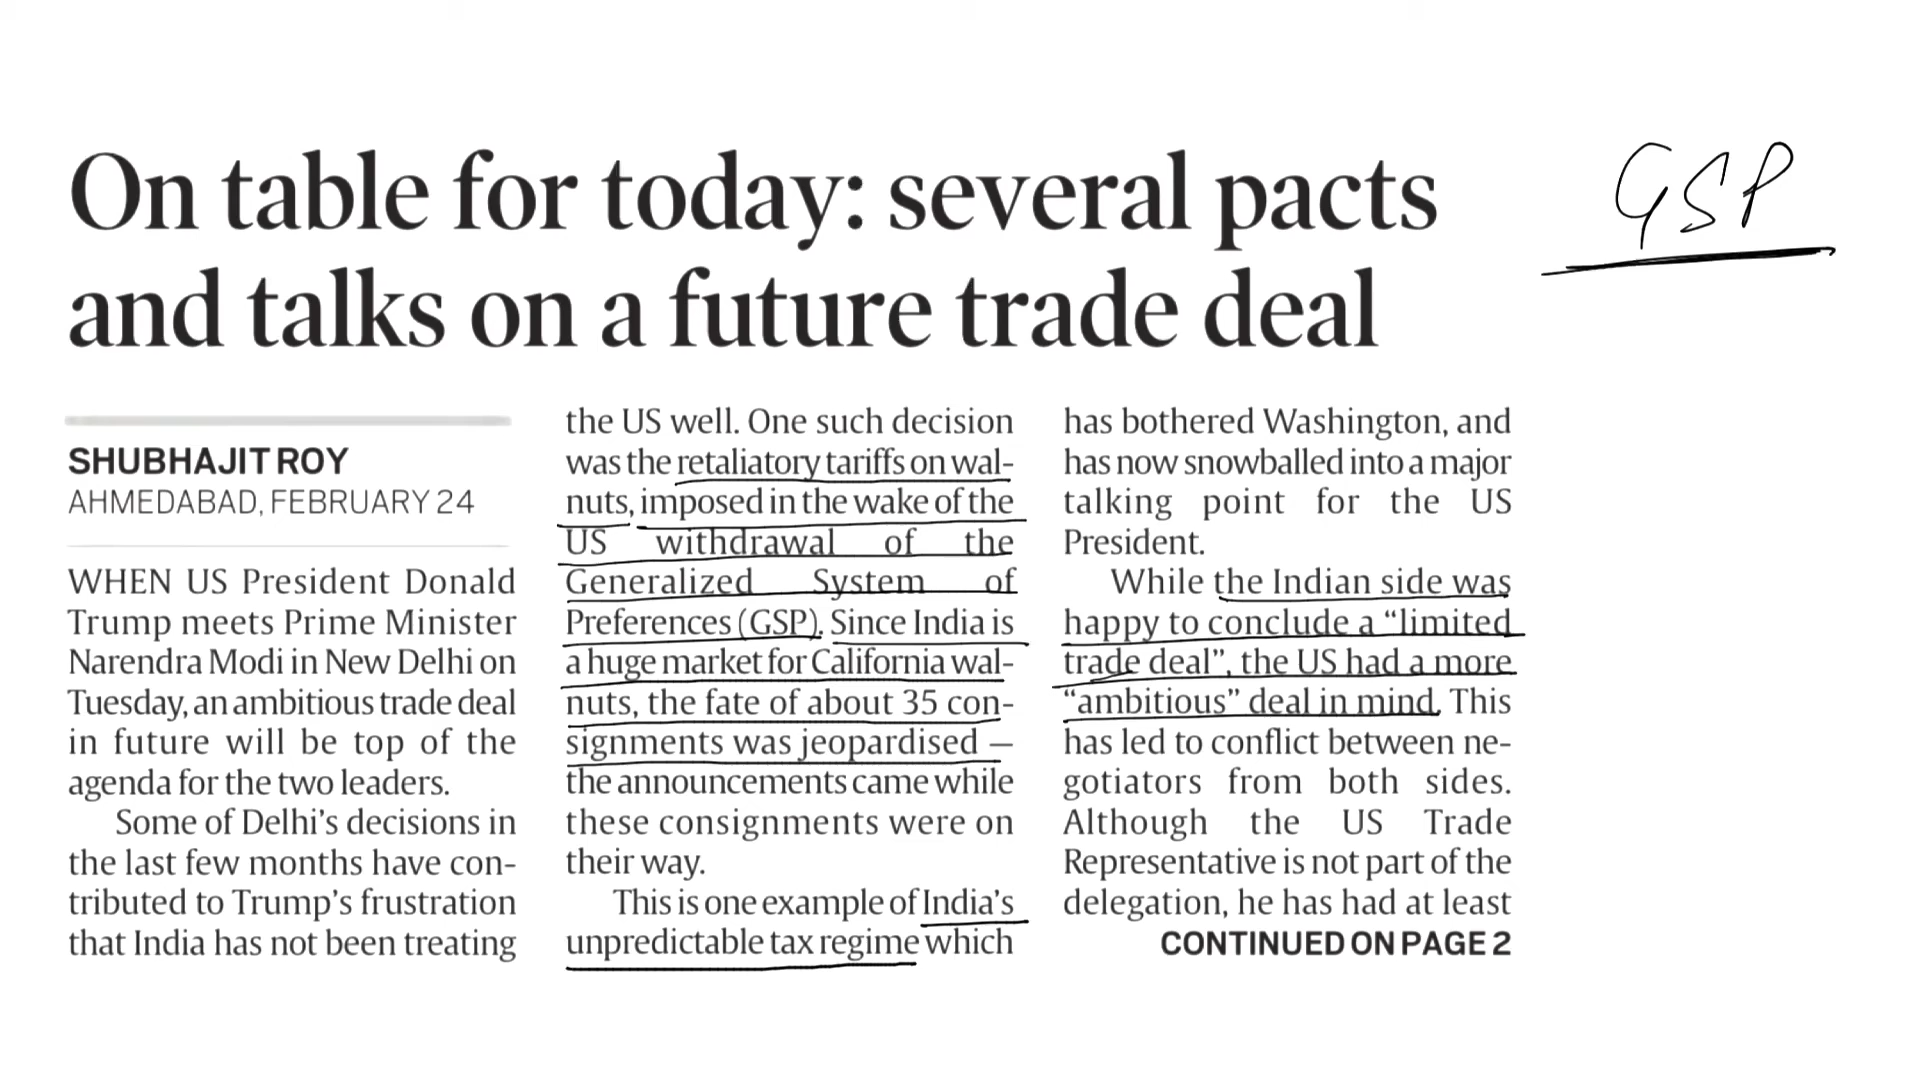 On table for today: several pacts
and talks on a future trade deal
GSP
SHUBHAJIT ROY
AHMEDABAD, FEBRUARY 24
WHEN US President Donald
Trump meets Prime Minister
Narendra Modi in New Delhi on
Tuesday, an ambitious trade deal
in future will be top of the
agenda for the two leaders.
Some of Delhi's decisions in
the last few months have con-
tributed to Trump's frustration
that India has not been treating
the US well. One such decision
was the retaliatory tariffs on wal-
nuts, imposed in the wake of the
US withdrawal of the
Generalized System of
Preferences (GSP). Since India is
a huge market for California wal-
nuts, the fate of about 35 con-
signments was jeopardised —
the announcements came while
these consignments were on
their way.
This is one example of India's
unpredictable tax regime which
has bothered Washington, and
has now snowballed into a major
talking point for the US
President.
While the Indian side was
happy to conclude a “limited
trade deal”, the US had a more
“ambitious” deal in mind. This
has led to conflict between ne-
gotiators from both sides.
Although the US Trade
Representative is not part of the
delegation, he has had at least
CONTINUED ON PAGE 2